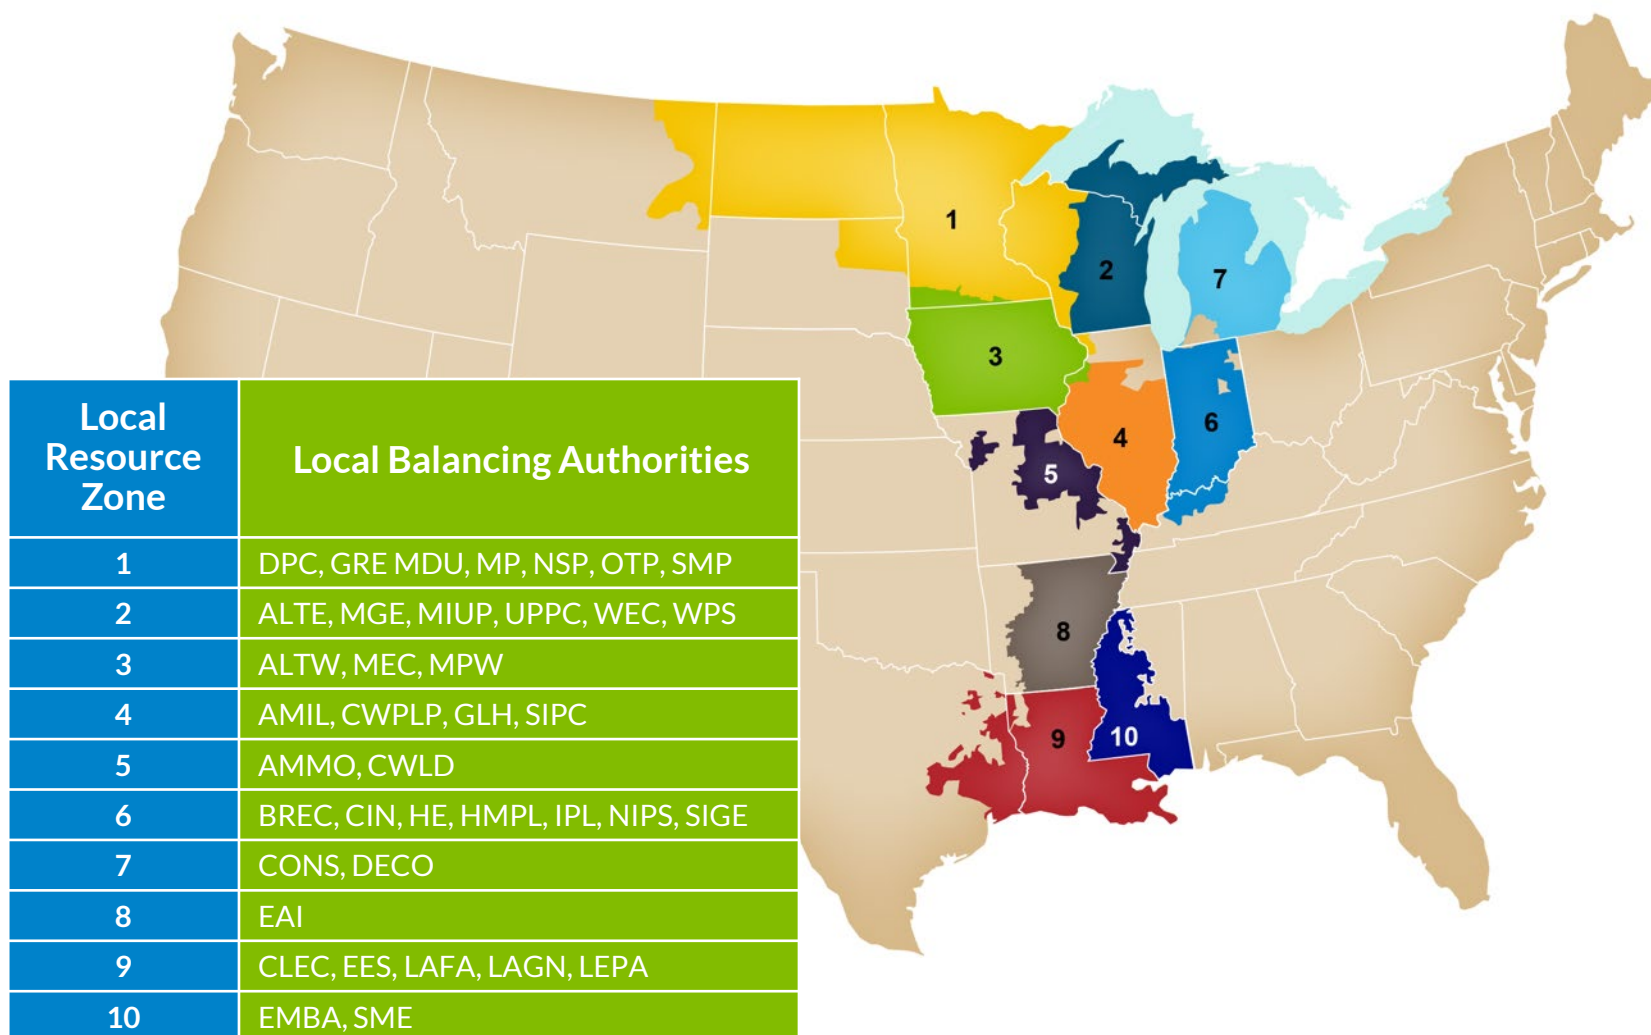 Local
Resource
Zone
Local Balancing Authorities
1 DPC, GRE MDU, MP, NSP, OTP, SMP
2 ALTE, MGE, MIUP, UPPC, WEC, WPS
3 ALTW, MEC, MPW
4 AMIL, CWPLP, GLH, SIPC
5 AMMO, CWLD
6 BREC, CIN, HE, HMPL, IPL, NIPS, SIGE
7 CONS, DECO
8 EAI
9 CLEC, EES, LAFA, LAGN, LEPA
10 EMBA, SME
1
2
7
3
4
6
5
8
9
10